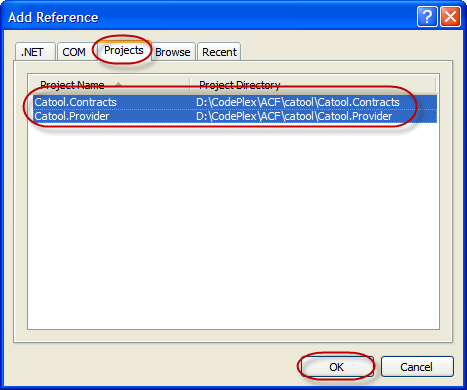 Add Reference
.NET COM Projects Browse Recent
Project Name Project Directory
Catool.Contracts D:\CodePlex\ACF\catool\Catool.Contracts
Catool.Provider D:\CodePlex\ACF\catool\Catool.Provider
OK Cancel